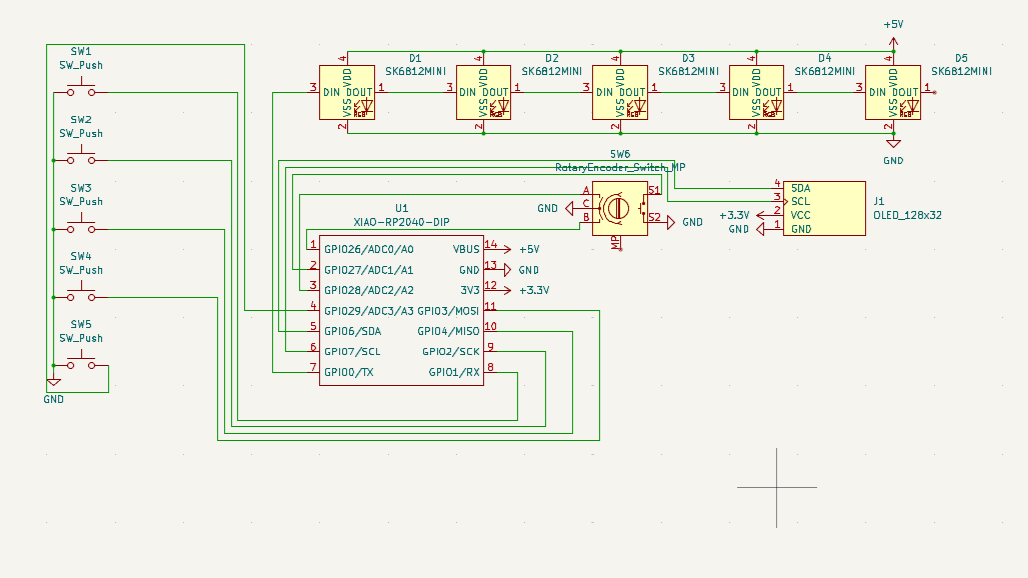 +5V
SW1
SW_Push
D1
SK6812MINI
D2
SK6812MINI
D3
SK6812MINI
D4
SK6812MINI
D5
SK6812MINI
4 VDD
3 DIN DOUT 1
2 VSS RGB
4 VDD
3 DIN DOUT 1
2 VSS RGB
4 VDD
3 DIN DOUT 1
2 VSS RGB
4 VDD
3 DIN DOUT 1
2 VSS RGB
4 VDD
3 DIN DOUT 1
2 VSS RGB
GND
SW2
SW_Push
SW3
SW_Push
SW4
SW_Push
SW5
SW_Push
GND
SW6
RotaryEncoder_Switch_MP
A S1
GND C
B S2 GND
MP
4 SDA
3 SCL
+3.3V 2 VCC
GND 1 GND
J1
OLED_128x32
U1
XIAO-RP2040-DIP
1 GPIO26/ADC0/A0 VBUS 14 +5V
2 GPIO27/ADC1/A1 GND 13 GND
3 GPIO28/ADC2/A2 3V3 12 +3.3V
4 GPIO29/ADC3/A3 GPIO3/MOSI 11
5 GPIO6/SDA GPIO4/MISO 10
6 GPIO7/SCL GPIO2/SCK 9
7 GPIO0/TX GPIO1/RX 8